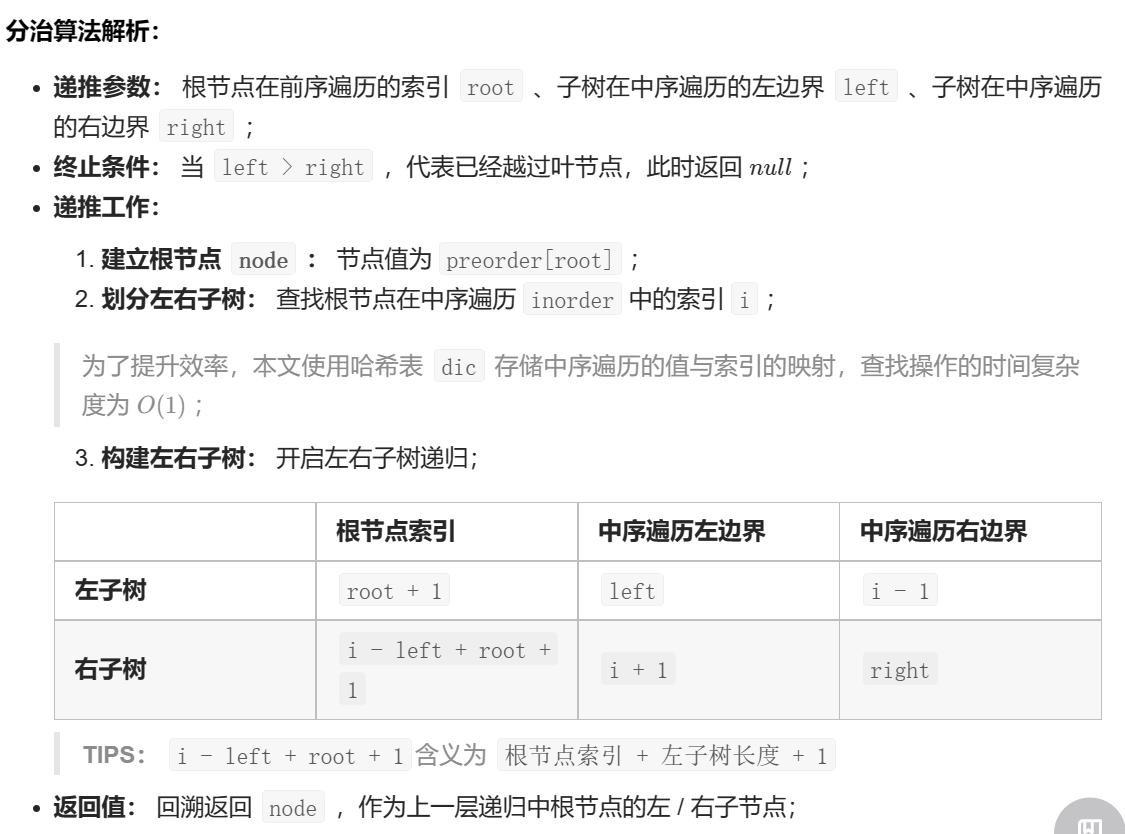 分治算法解析：
• 递推参数： 根节点在前序遍历的索引 root 、子树在中序遍历的左边界 left 、子树在中序遍历
的右边界 right ；
• 终止条件： 当 left > right ，代表已经越过叶节点，此时返回 null ；
• 递推工作：
1. 建立根节点 node ： 节点值为 preorder[root] ；
2. 划分左右子树： 查找根节点在中序遍历 inorder 中的索引 i ；
为了提升效率，本文使用哈希表 dic 存储中序遍历的值与索引的映射，查找操作的时间复杂
度为 O(1) ；
3. 构建左右子树： 开启左右子树递归；
根节点索引 中序遍历左边界 中序遍历右边界
左子树 root + 1 left i - 1
右子树 i - left + root + i + 1 right
1
TIPS： i - left + root + 1 含义为 根节点索引 + 左子树长度 + 1
• 返回值： 回溯返回 node ，作为上一层递归中根节点的左 / 右子节点；